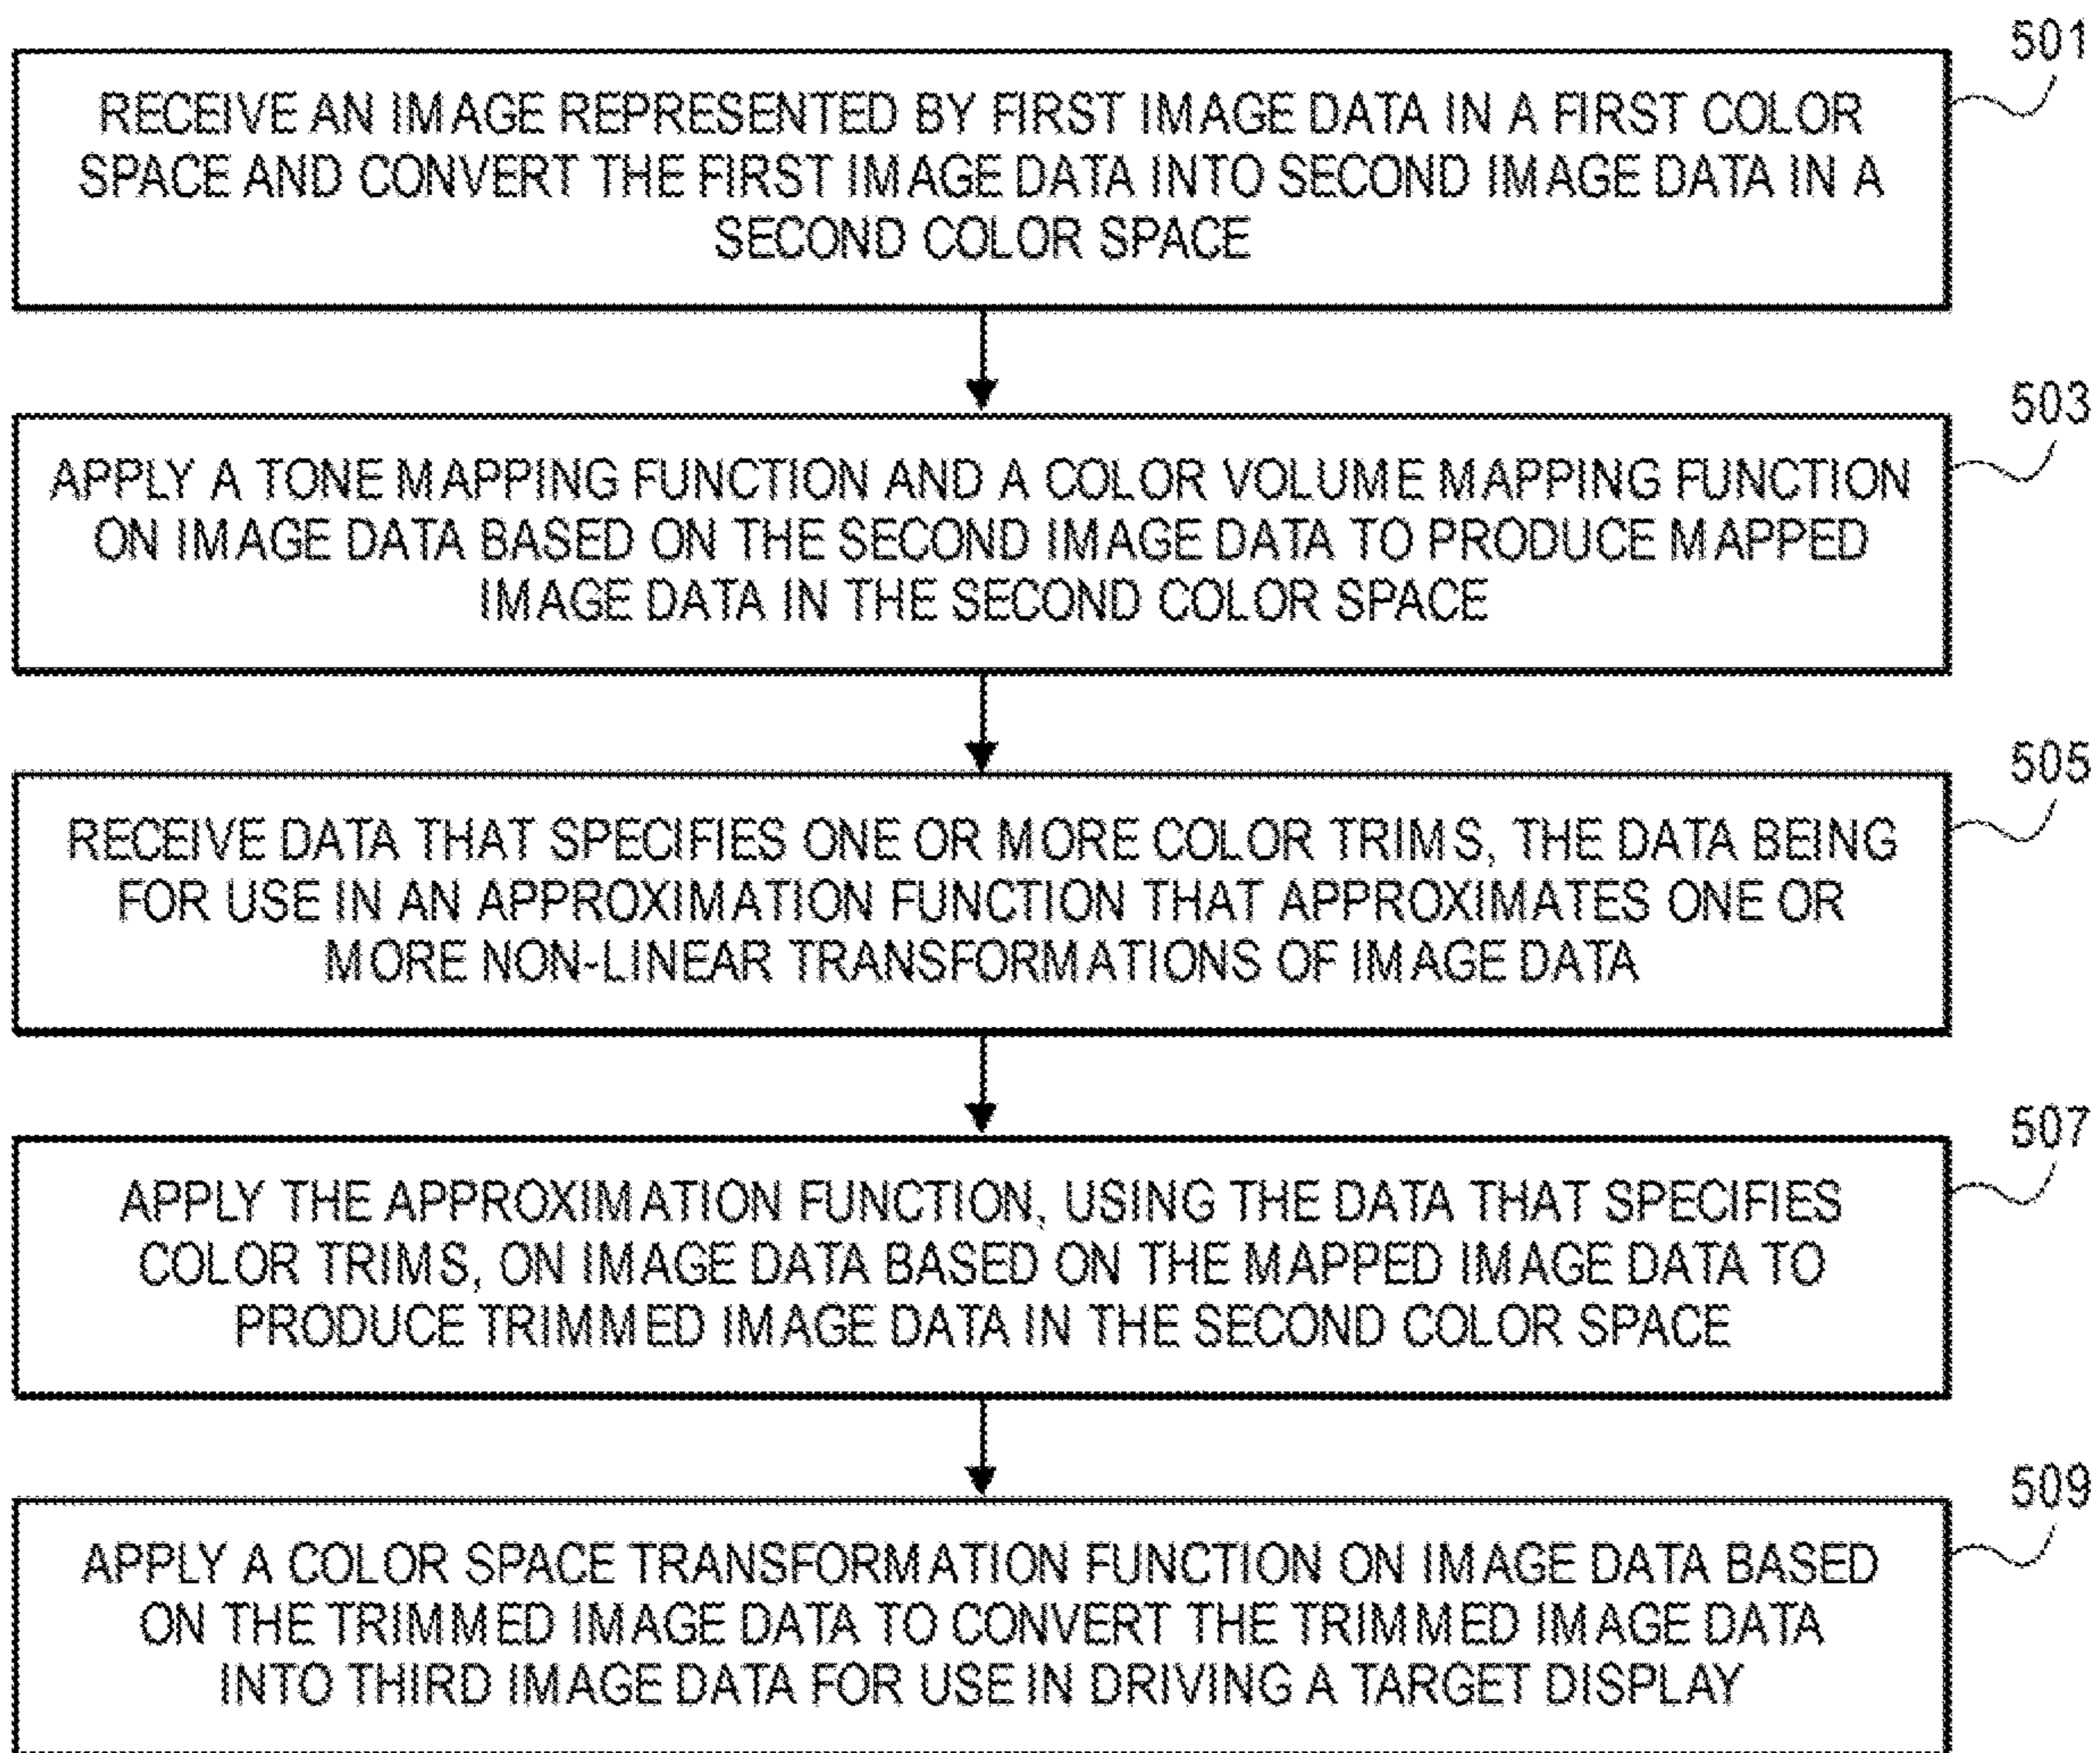 501
RECEIVE AN IMAGE REPRESENTED BY FIRST IMAGE DATA IN A FIRST COLOR
SPACE AND CONVERT THE FIRST IMAGE DATA INTO SECOND IMAGE DATA IN A
SECOND COLOR SPACE
503
APPLY A TONE MAPPING FUNCTION AND A COLOR VOLUME MAPPING FUNCTION
ON IMAGE DATA BASED ON THE SECOND IMAGE DATA TO PRODUCE MAPPED
IMAGE DATA IN THE SECOND COLOR SPACE
505
RECEIVE DATA THAT SPECIFIES ONE OR MORE COLOR TRIMS, THE DATA BEING
FOR USE IN AN APPROXIMATION FUNCTION THAT APPROXIMATES ONE OR
MORE NON-LINEAR TRANSFORMATIONS OF IMAGE DATA
507
APPLY THE APPROXIMATION FUNCTION, USING THE DATA THAT SPECIFIES
COLOR TRIMS, ON IMAGE DATA BASED ON THE MAPPED IMAGE DATA TO
PRODUCE TRIMMED IMAGE DATA IN THE SECOND COLOR SPACE
509
APPLY A COLOR SPACE TRANSFORMATION FUNCTION ON IMAGE DATA BASED
ON THE TRIMMED IMAGE DATA TO CONVERT THE TRIMMED IMAGE DATA
INTO THIRD IMAGE DATA FOR USE IN DRIVING A TARGET DISPLAY